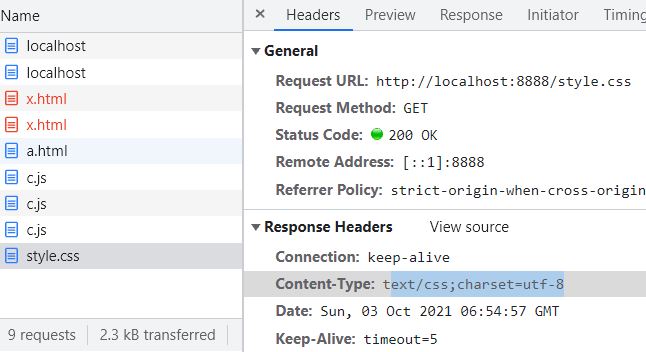 Name
localhost
localhost
x.html
x.html
a.html
c.js
c.js
c.js
style.css
9 requests 2.3 kB transferred
× Headers Preview Response Initiator Timing
General
Request URL: http://localhost:8888/style.css
Request Method: GET
Status Code: 200 OK
Remote Address: [::1]:8888
Referrer Policy: strict-origin-when-cross-origin
Response Headers View source
Connection: keep-alive
Content-Type: text/css;charset=utf-8
Date: Sun, 03 Oct 2021 06:54:57 GMT
Keep-Alive: timeout=5